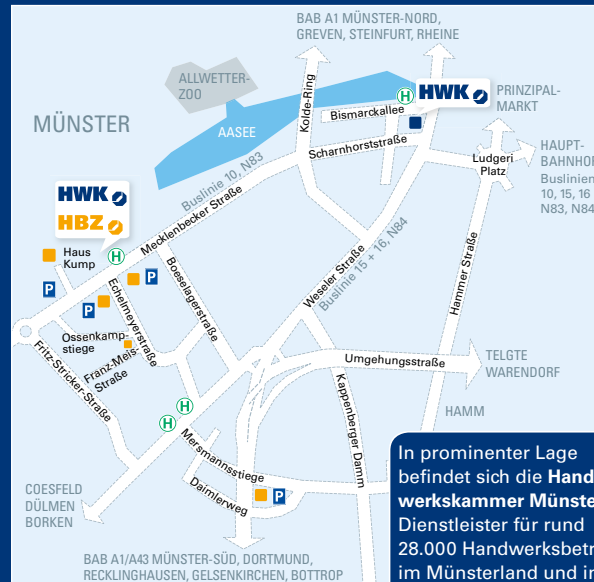 BAB A1 MÜNSTER-NORD,
GREVEN, STEINFURT, RHEINE
ALLWETTER-
ZOO
Kolde-Ring
H
HWK
Bismarckallee
PRINZIPAL-
MARKT
MÜNSTER
AASEE
Scharnhorststraße
Ludgeri
Platz
HAUPT-
BAHNHOF
Buslinien
10, 15, 16
N83, N84
Buslinie 10, N83
HWK
HBZ
Mecklenbecker Straße
H
Haus
Kump
P
P
P
Weseler Straße
Buslinie 15 + 16, N84
Hammer Straße
Boeselagerstraße
Echelmeyerstraße
Ossenkamp-
stiege
Franz-Meis-
Straße
Fritz-Stricker-Straße
Umgehungsstraße
TELGTE
WARENDORF
Kappenberger Damm
HAMM
H
H
Mersmannsstiege
Daimlerweg
P
COESFELD
DÜLMEN
BORKEN
BAB A1/A43 MÜNSTER-SÜD, DORTMUND,
RECKLINGHAUSEN, GELSENKIRCHEN, BOTTROP
In prominenter Lage
befindet sich die Hand
werkskammer Münste
Dienstleister für rund
28.000 Handwerksbetr
im Münsterland und in